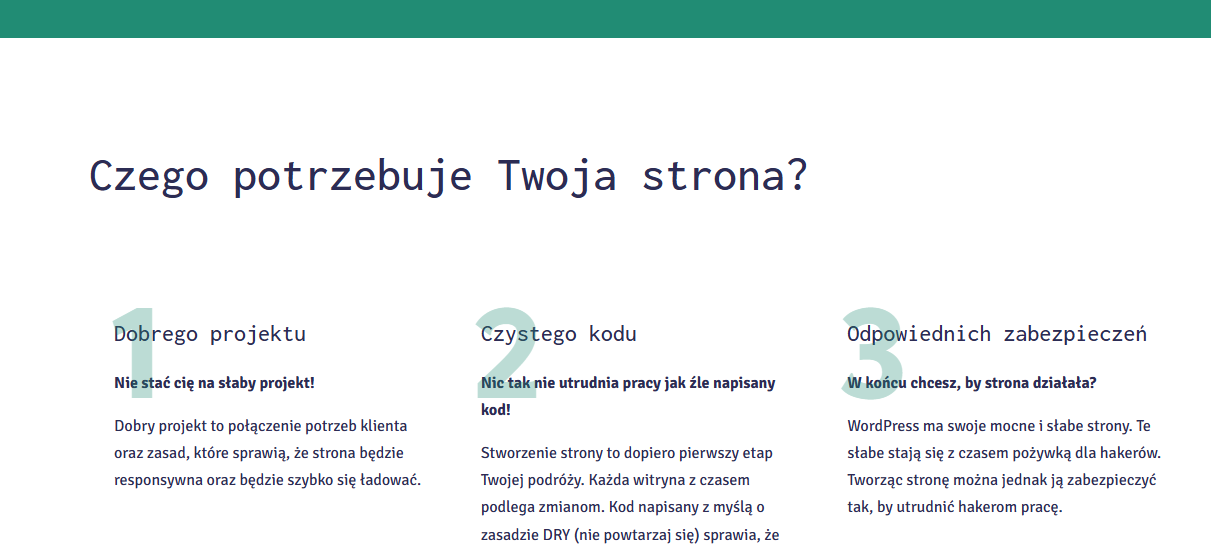 Czego potrzebuje Twoja strona?
1
Dobrego projektu
Nie stać cię na słaby projekt!
Dobry projekt to połączenie potrzeb klienta
oraz zasad, które sprawią, że strona będzie
responsywna oraz będzie szybko się ładować.
2
Czystego kodu
Nic tak nie utrudnia pracy jak źle napisany
kod!
Stworzenie strony to dopiero pierwszy etap
Twojej podróży. Każda witryna z czasem
podlega zmianom. Kod napisany z myślą o
zasadzie DRY (nie powtarzaj się) sprawia, że
3
Odpowiednich zabezpieczeń
W końcu chcesz, by strona działała?
WordPress ma swoje mocne i słabe strony. Te
słabe stają się z czasem pożywką dla hakerów.
Tworząc stronę można jednak ją zabezpieczyć
tak, by utrudnić hakerom pracę.